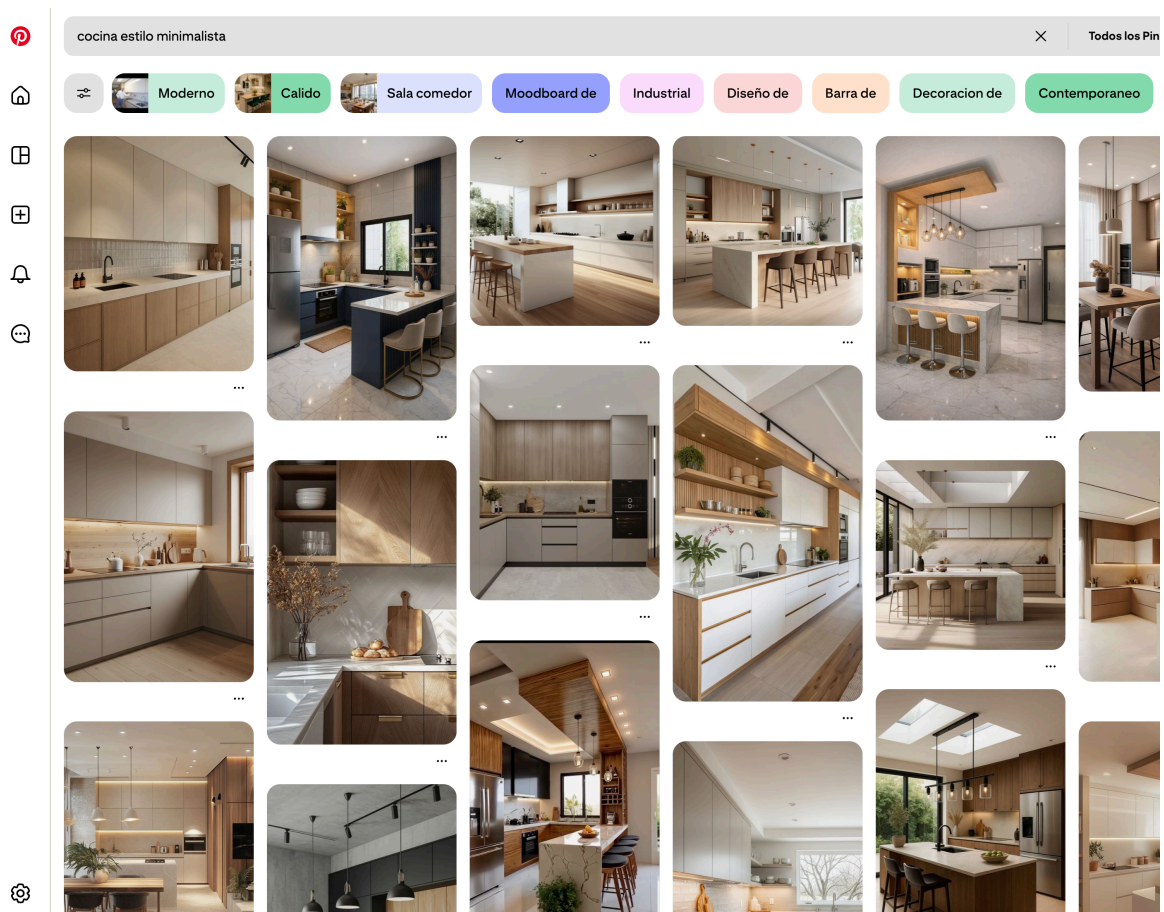 cocina estilo minimalista
Todos los Pin
Moderno
Calido
Sala comedor
Moodboard de
Industrial
Diseño de
Barra de
Decoracion de
Contemporaneo